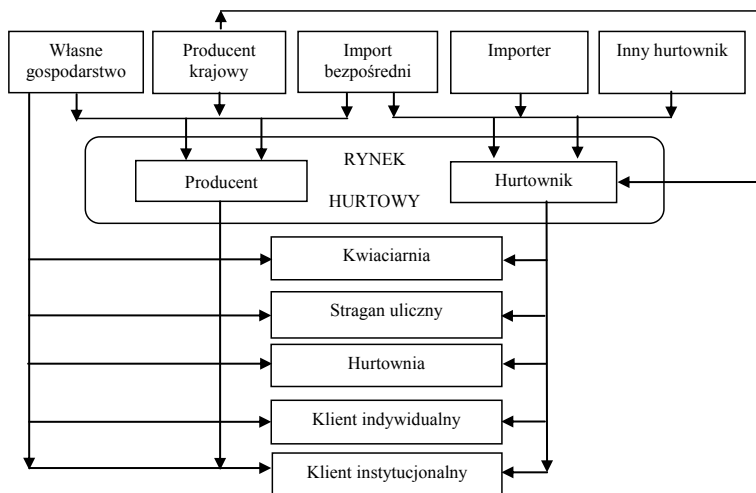 Własne
gospodarstwo
Producent
krajowy
Import
bezpośredni
Importer
Inny hurtownik
RYNEK
Producent
Hurtownik
HURTOWY
Kwiaciarnia
Stragan uliczny
Hurtownia
Klient indywidualny
Klient instytucjonalny